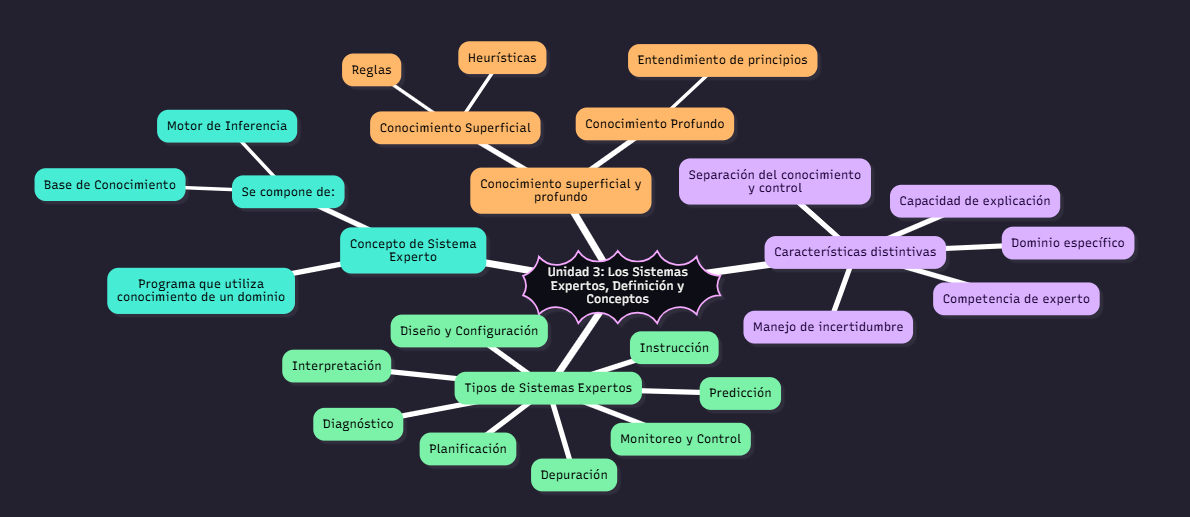 Heurísticas
Entendimiento de principios
Reglas
Motor de Inferencia
Conocimiento Superficial
Conocimiento Profundo
Base de Conocimiento
Se compone de:
Conocimiento superficial y
profundo
Separación del conocimiento
y control
Capacidad de explicación
Concepto de Sistema
Experto
Características distintivas
Dominio específico
Programa que utiliza
conocimiento de un dominio
Unidad 3: Los Sistemas
Expertos, Definición y
Conceptos
Competencia de experto
Manejo de incertidumbre
Diseño y Configuración
Instrucción
Interpretación
Tipos de Sistemas Expertos
Predicción
Diagnóstico
Planificación
Monitoreo y Control
Depuración